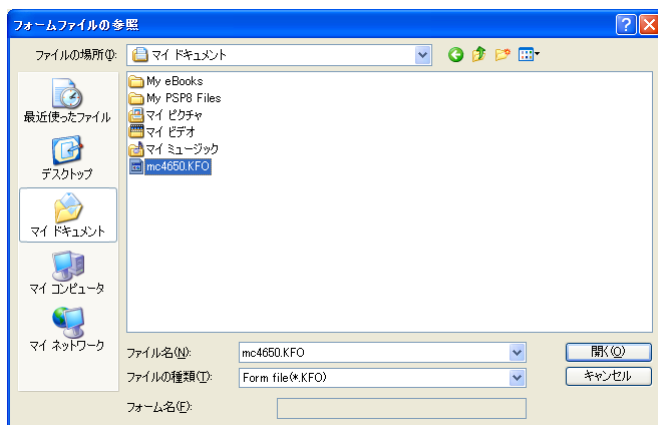 フォームファイルの参照
ファイルの場所(I):
マイ ドキュメント
最近使ったファイル
デスクトップ
マイ ドキュメント
マイ コンピュータ
マイ ネットワーク
My eBooks
My PSP8 Files
マイ ピクチャ
マイ ビデオ
マイ ミュージック
mc4650.KFO
ファイル名(N):
mc4650.KFO
開く(O)
ファイルの種類(T):
Form file(*.KFO)
キャンセル
フォーム名(F):